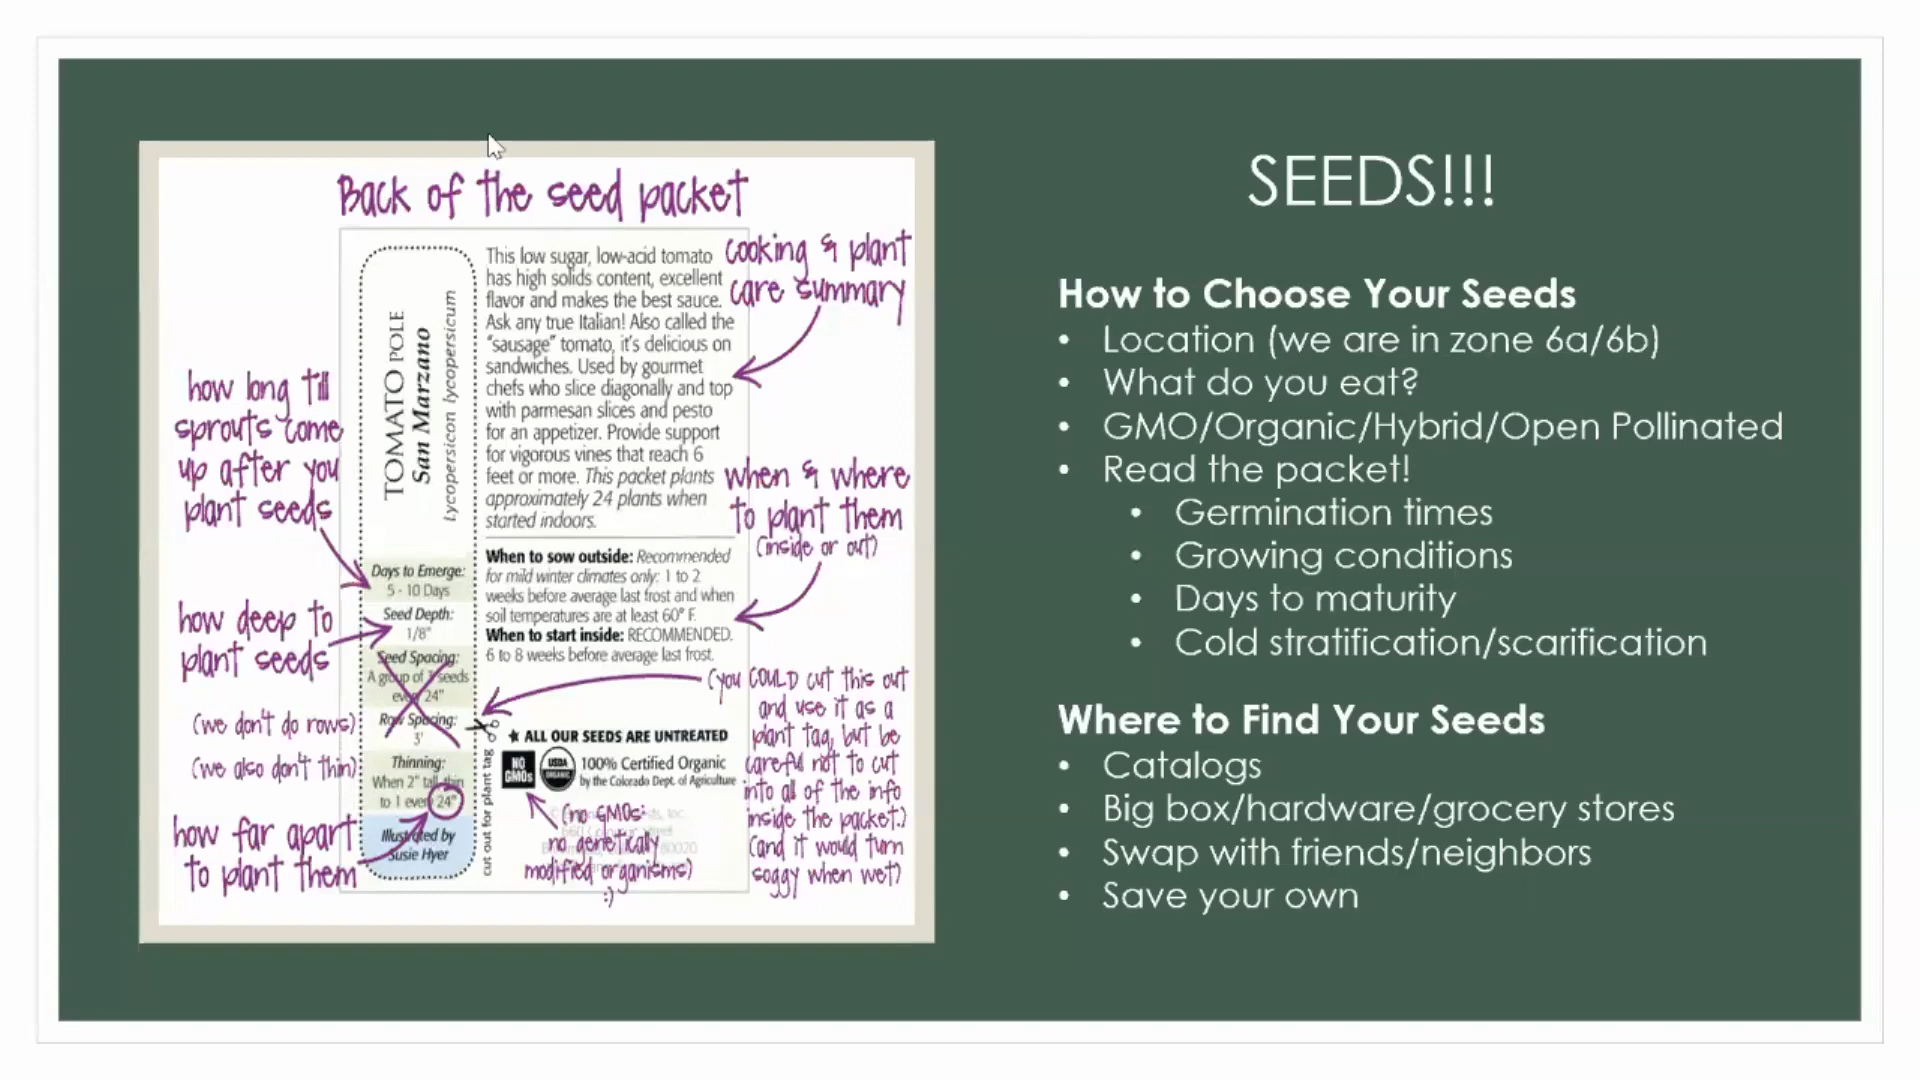 Back of the seed packet
TOMATO POLE
San Marzano
Lycopersicon lycopersicum
Days to Emerge:
5 - 10 Days
Seed Depth:
1/8"
Seed Spacing:
A group of seeds
every 24"
Row Spacing:
3'
Thinning:
When 2" tall, thin
to 1 every 24"
Illustrated by
Susie Hyer
cut out for plant tag
This low sugar, low-acid tomato
has high solids content, excellent
flavor and makes the best sauce.
Ask any true Italian! Also called the
"sausage" tomato, it's delicious on
sandwiches. Used by gourmet
chefs who slice diagonally and top
with parmesan slices and pesto
for an appetizer. Provide support
for vigorous vines that reach 6
feet or more. This packet plants
approximately 24 plants when
started indoors.
When to sow outside: Recommended
for mild winter climates only: 1 to 2
weeks before average last frost and when
soil temperatures are at least 60° F.
When to start inside: RECOMMENDED.
6 to 8 weeks before average last frost.
★ ALL OUR SEEDS ARE UNTREATED
NO
GMOs
USDA
ORGANIC
100% Certified Organic
by the Colorado Dept. of Agriculture
how long till
sprouts come
up after you
plant seeds
how deep to
plant seeds
(we don't do rows)
(we also don't thin)
how far apart
to plant them
cooking & plant
care summary
when & where
to plant them
(inside or out)
(you COULD cut this out
and use it as a
plant tag, but be
careful not to cut
into all of the info
inside the packet.)
(and it would turn
soggy when wet)
(no GMOs:
no genetically
modified organisms)
:)
SEEDS!!!
How to Choose Your Seeds
• Location (we are in zone 6a/6b)
• What do you eat?
• GMO/Organic/Hybrid/Open Pollinated
• Read the packet!
• Germination times
• Growing conditions
• Days to maturity
• Cold stratification/scarification
Where to Find Your Seeds
• Catalogs
• Big box/hardware/grocery stores
• Swap with friends/neighbors
• Save your own